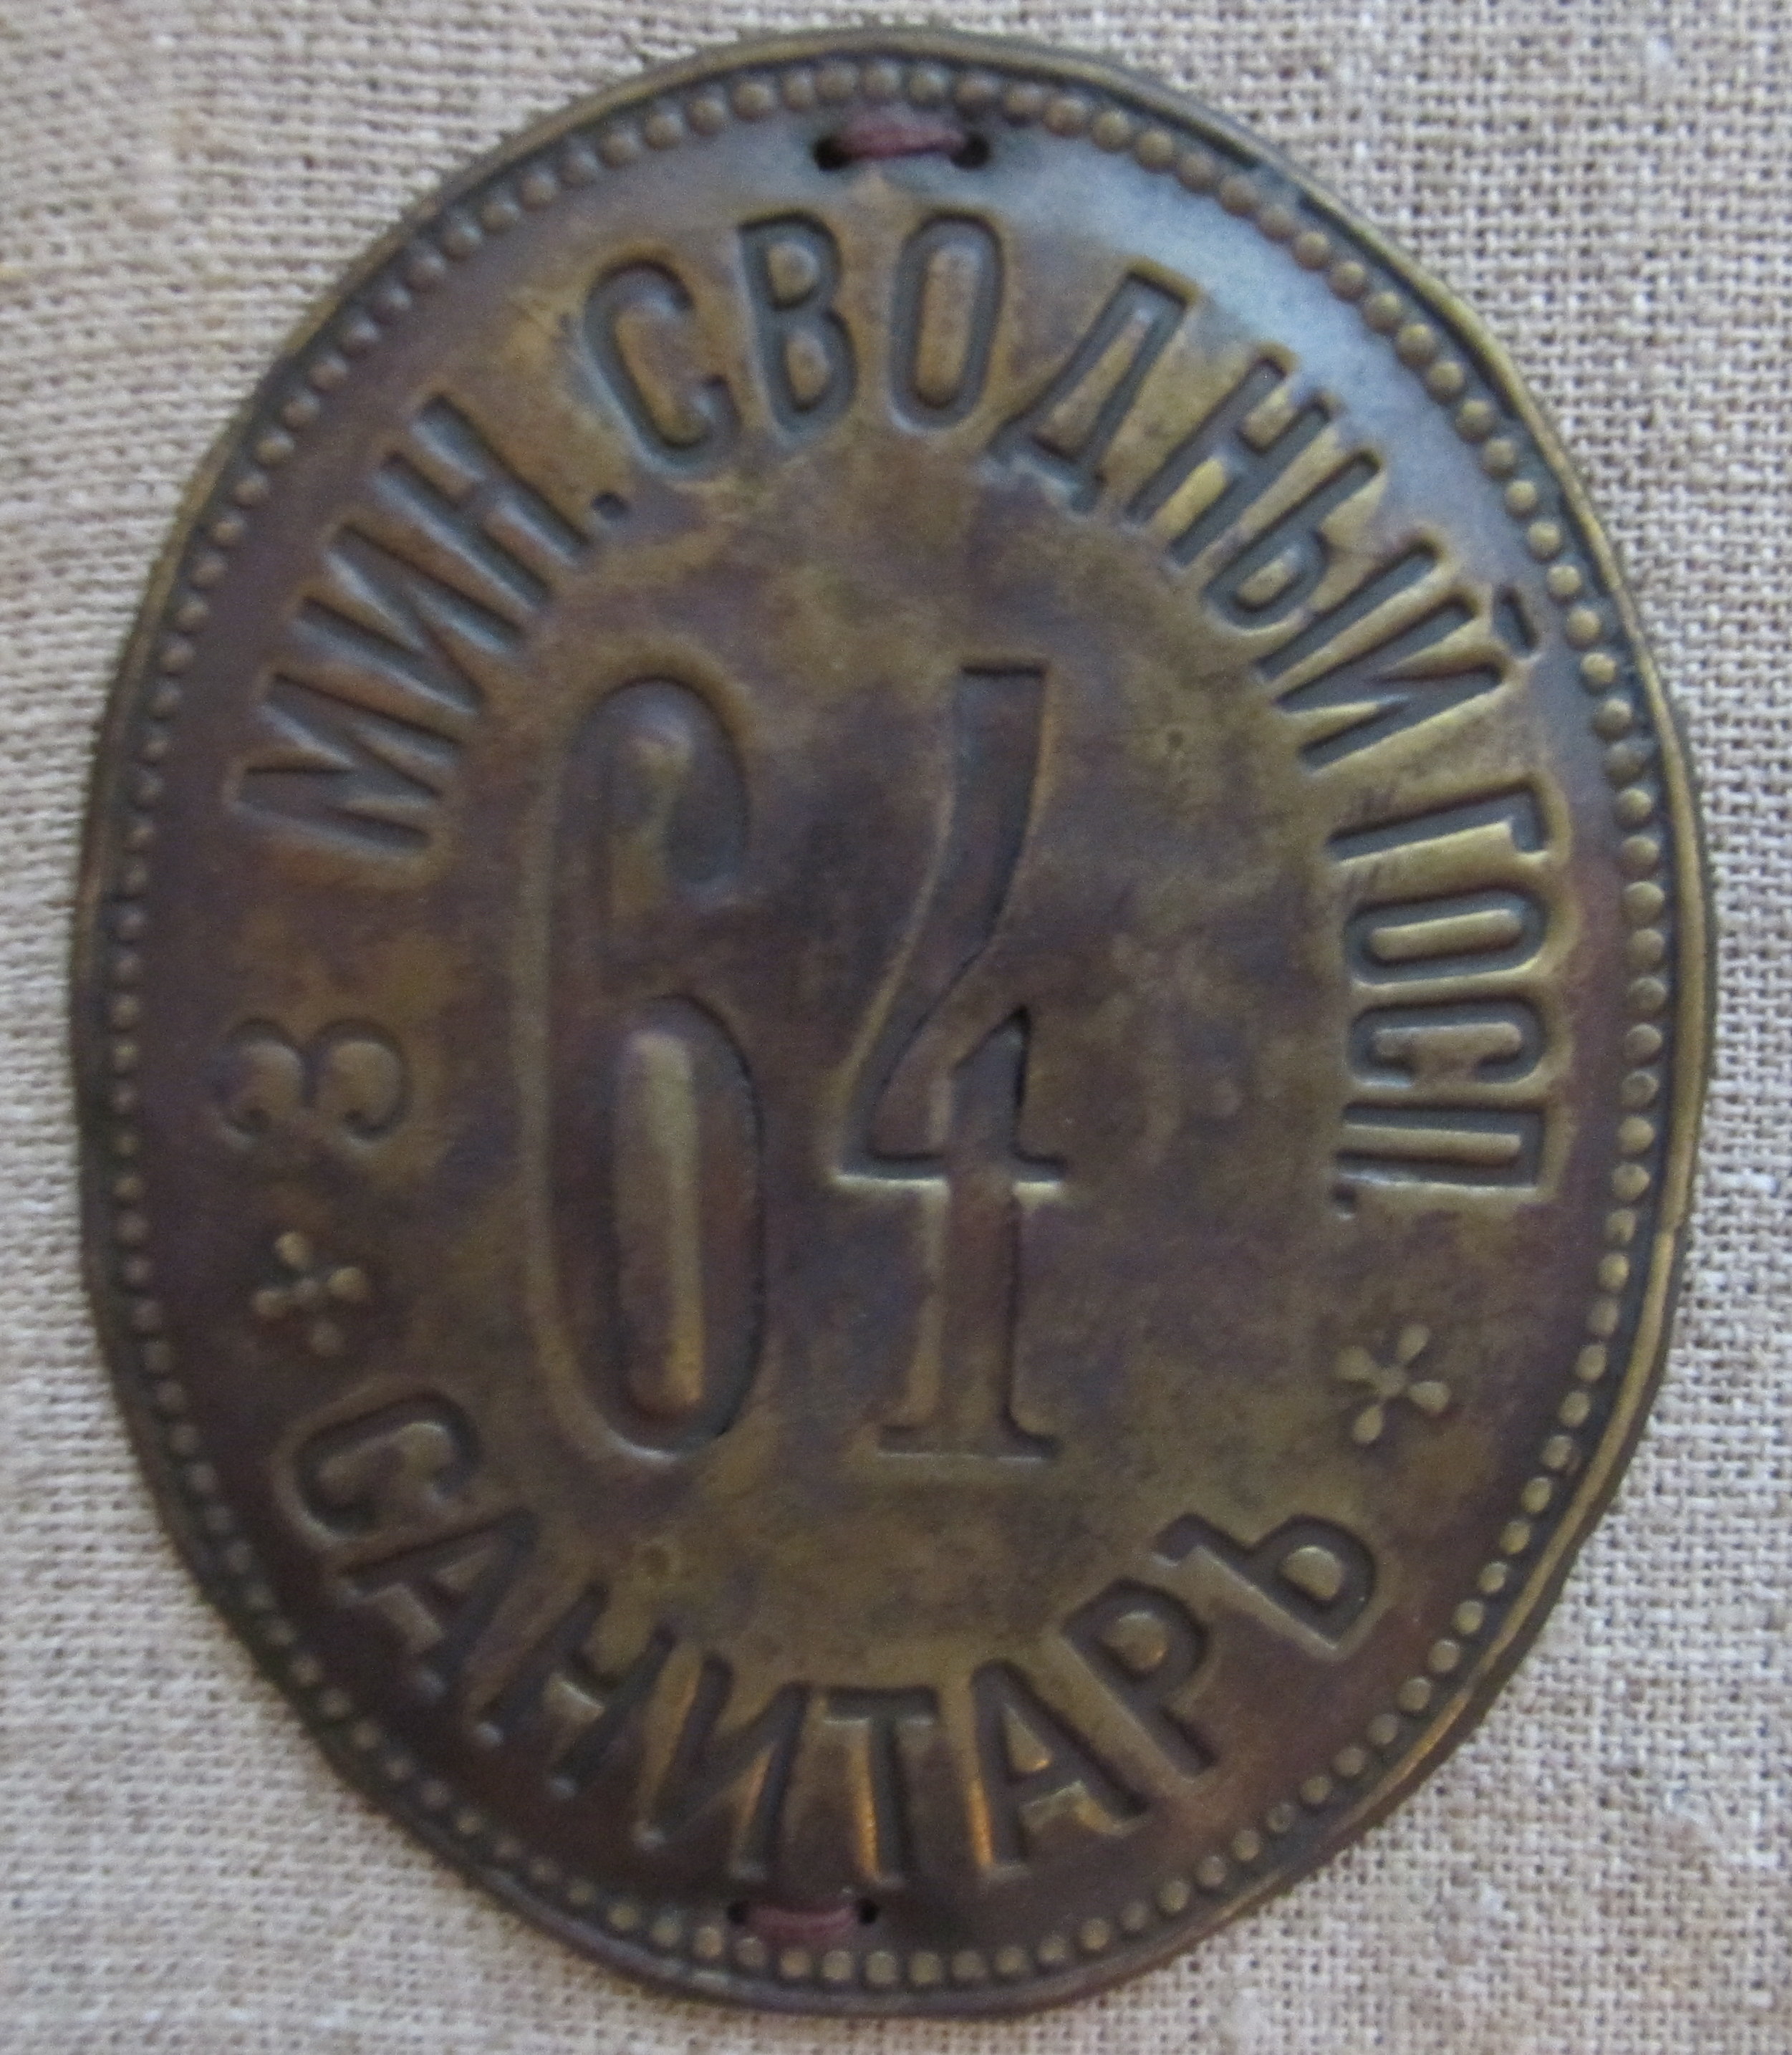 3 МИН. СВОДНЫЙ ГОСП.
64
САНИТАРЪ